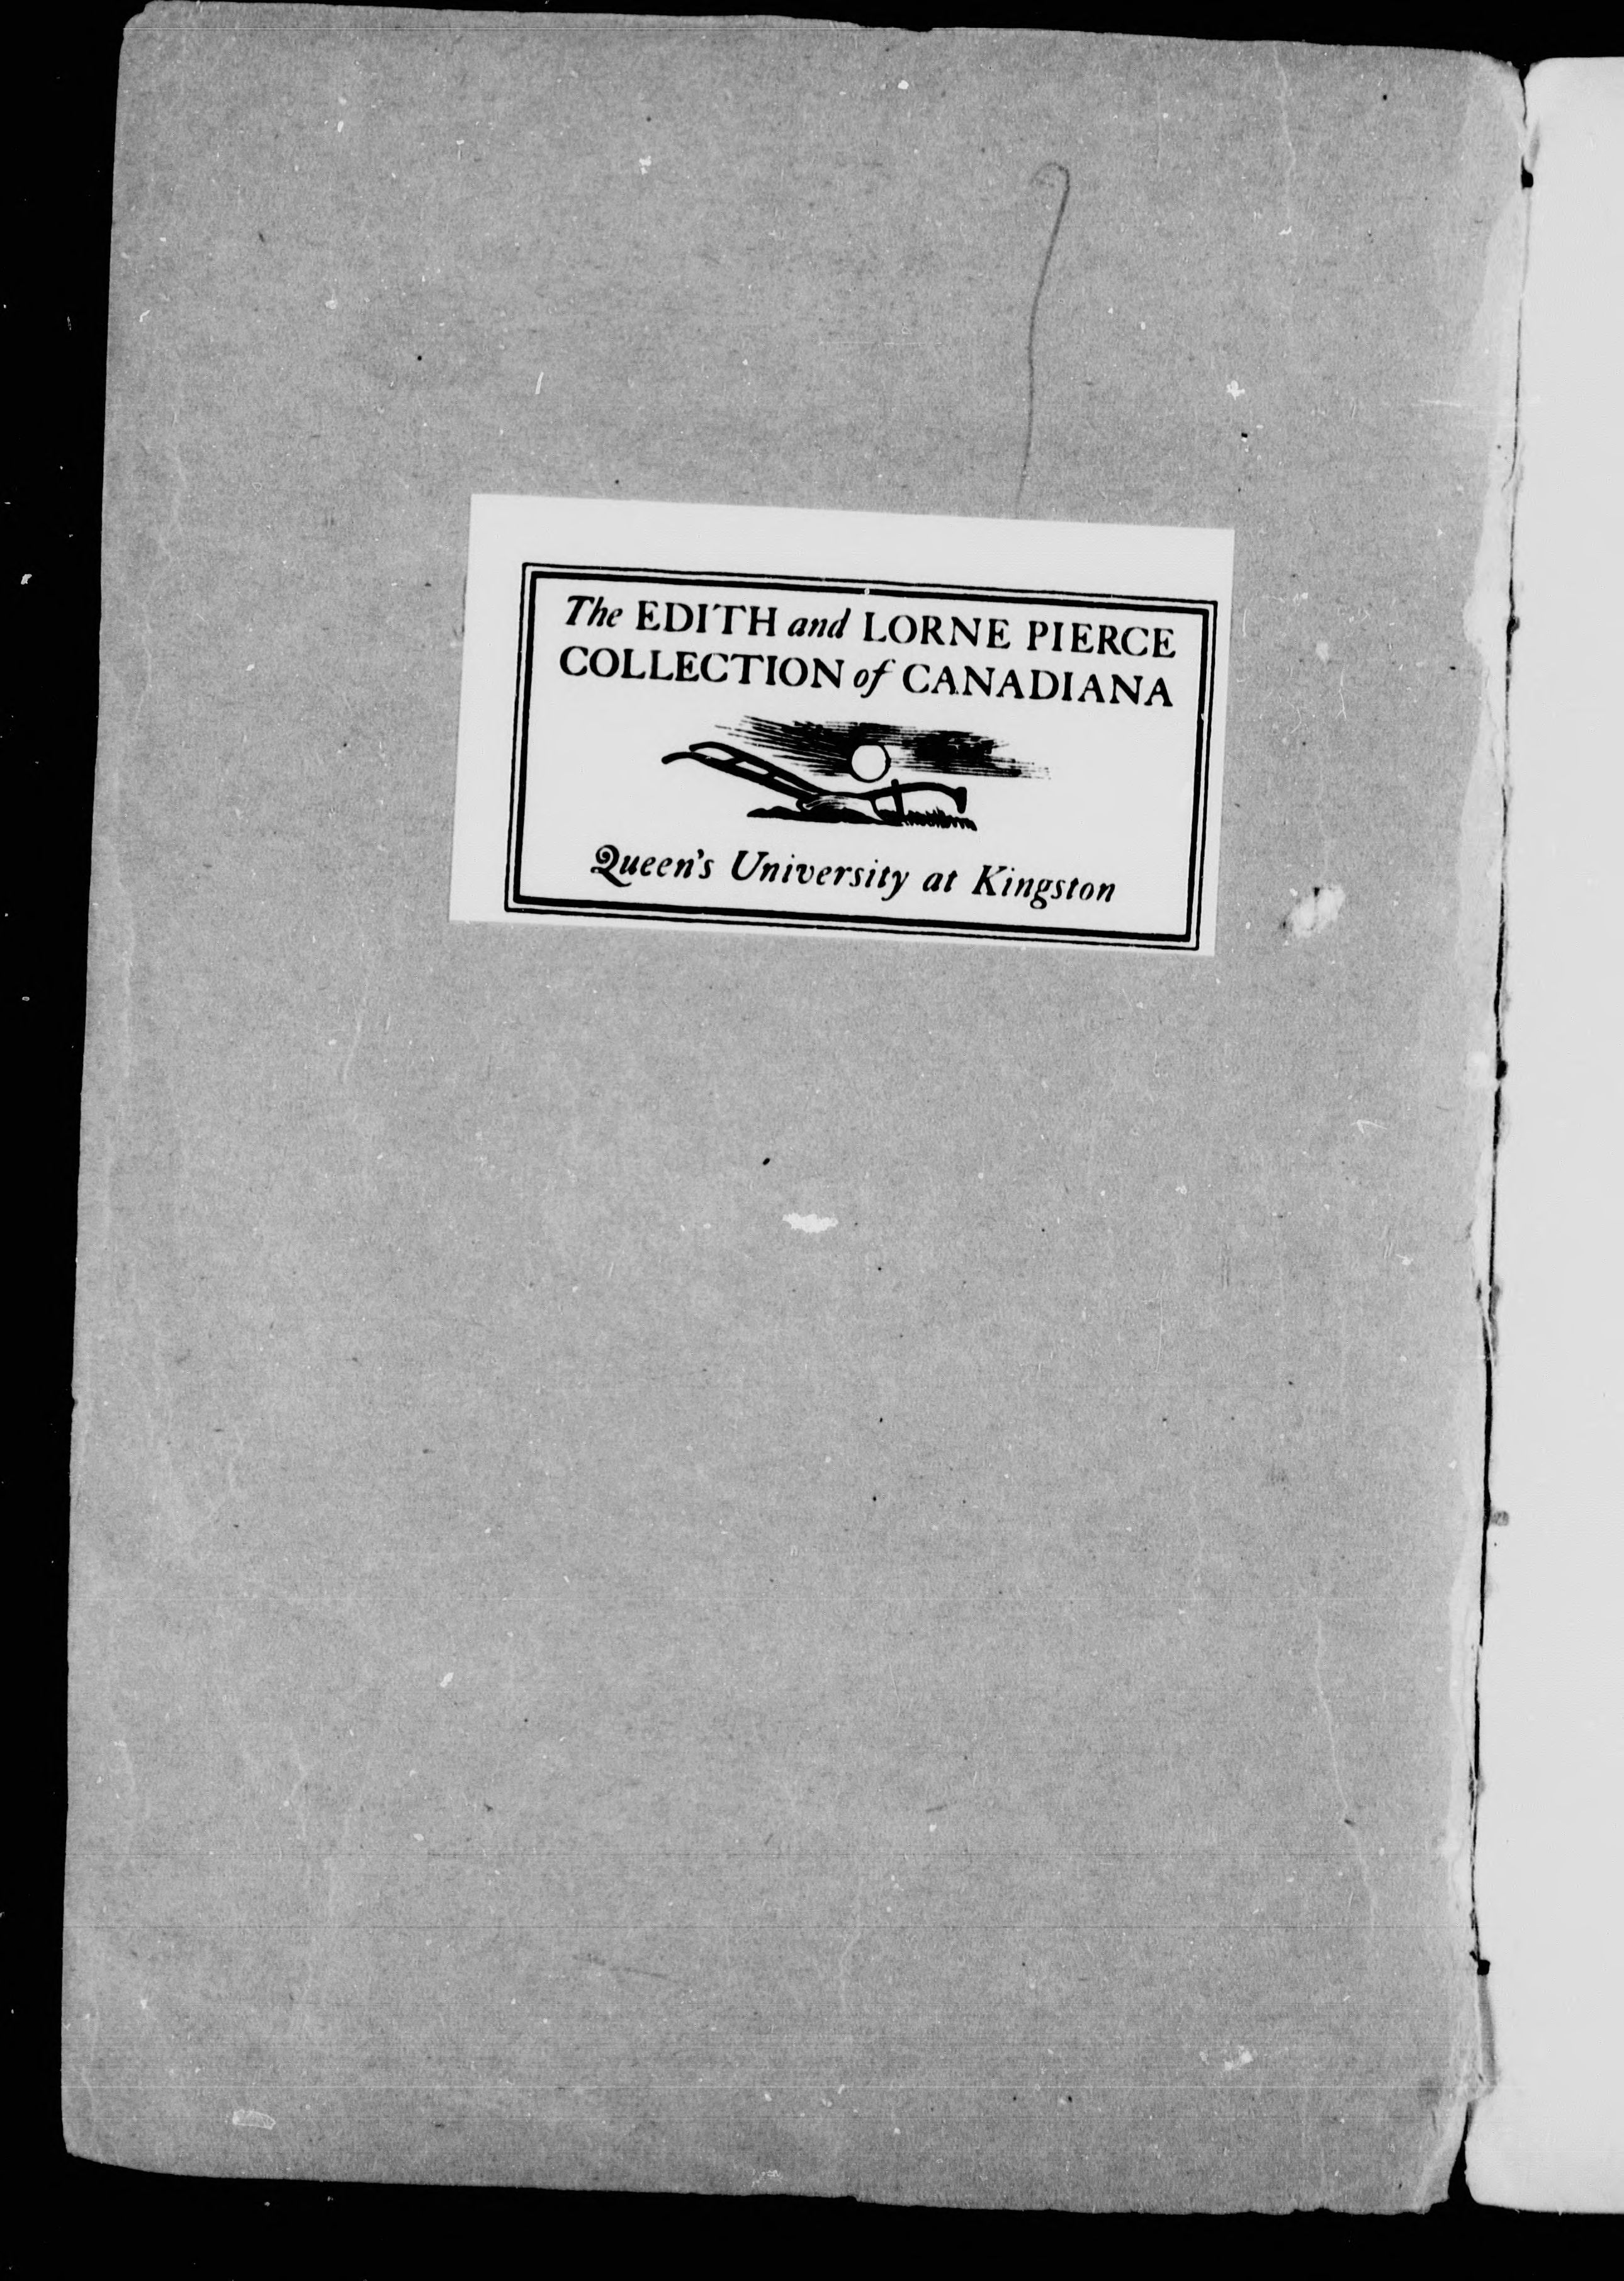 The EDITH and LORNE PIERCE
COLLECTION of CANADIANA
Queen's University at Kingston